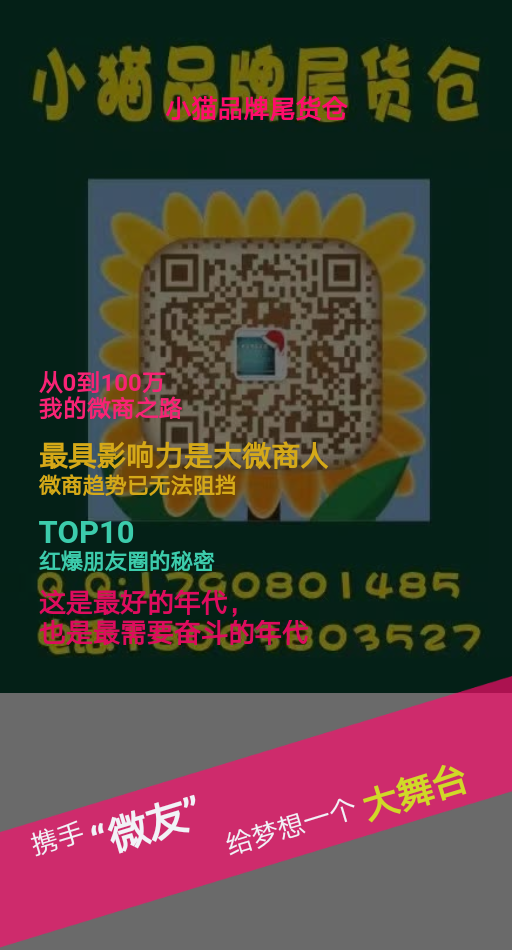 小猫品牌尾货仓
小猫品牌尾货仓
从0到100万
我的微商之路
最具影响力是大微商人
微商趋势已无法阻挡
TOP10
红爆朋友圈的秘密
QQ:1790801485
这是最好的年代，
也是最需要奋斗的年代
携手“微友”
给梦想一个大舞台